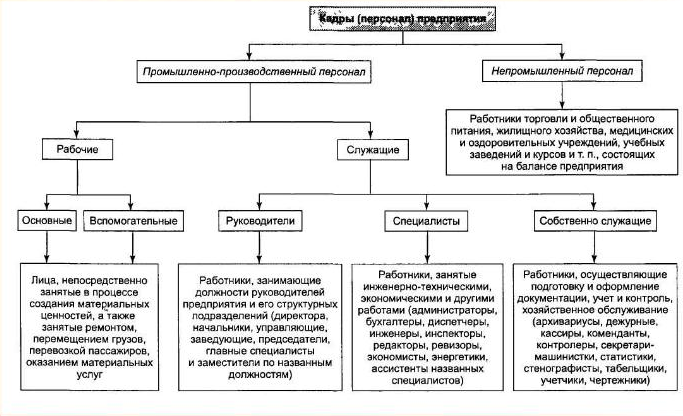 Кадры (персонал) предприятия
Промышленно-производственный персонал
Непромышленный персонал
Работники торговли и общественного
питания, жилищного хозяйства, медицинских
и оздоровительных учреждений, учебных
заведений и курсов и т. п., состоящих
на балансе предприятия
Рабочие
Служащие
Основные
Вспомогательные
Руководители
Специалисты
Собственно служащие
Лица, непосредственно
занятые в процессе
создания материальных
ценностей, а также
занятые ремонтом,
перемещением грузов,
перевозкой пассажиров,
оказанием материальных
услуг
Работники, занимающие
должности руководителей
предприятия и его структурных
подразделений (директора,
начальники, управляющие,
заведующие, председатели,
главные специалисты
и заместители по названным
должностям)
Работники, занятые
инженерно-техническими,
экономическими и другими
работами (администраторы,
бухгалтеры, диспетчеры,
инженеры, инспекторы,
редакторы, ревизоры,
экономисты, энергетики,
ассистенты названных
специалистов)
Работники, осуществляющие
подготовку и оформление
документации, учет и контроль,
хозяйственное обслуживание
(архивариусы, дежурные,
кассиры, коменданты,
контролеры, секретари-
машинистки, статистики,
стенографисты, табельщики,
учетчики, чертежники)